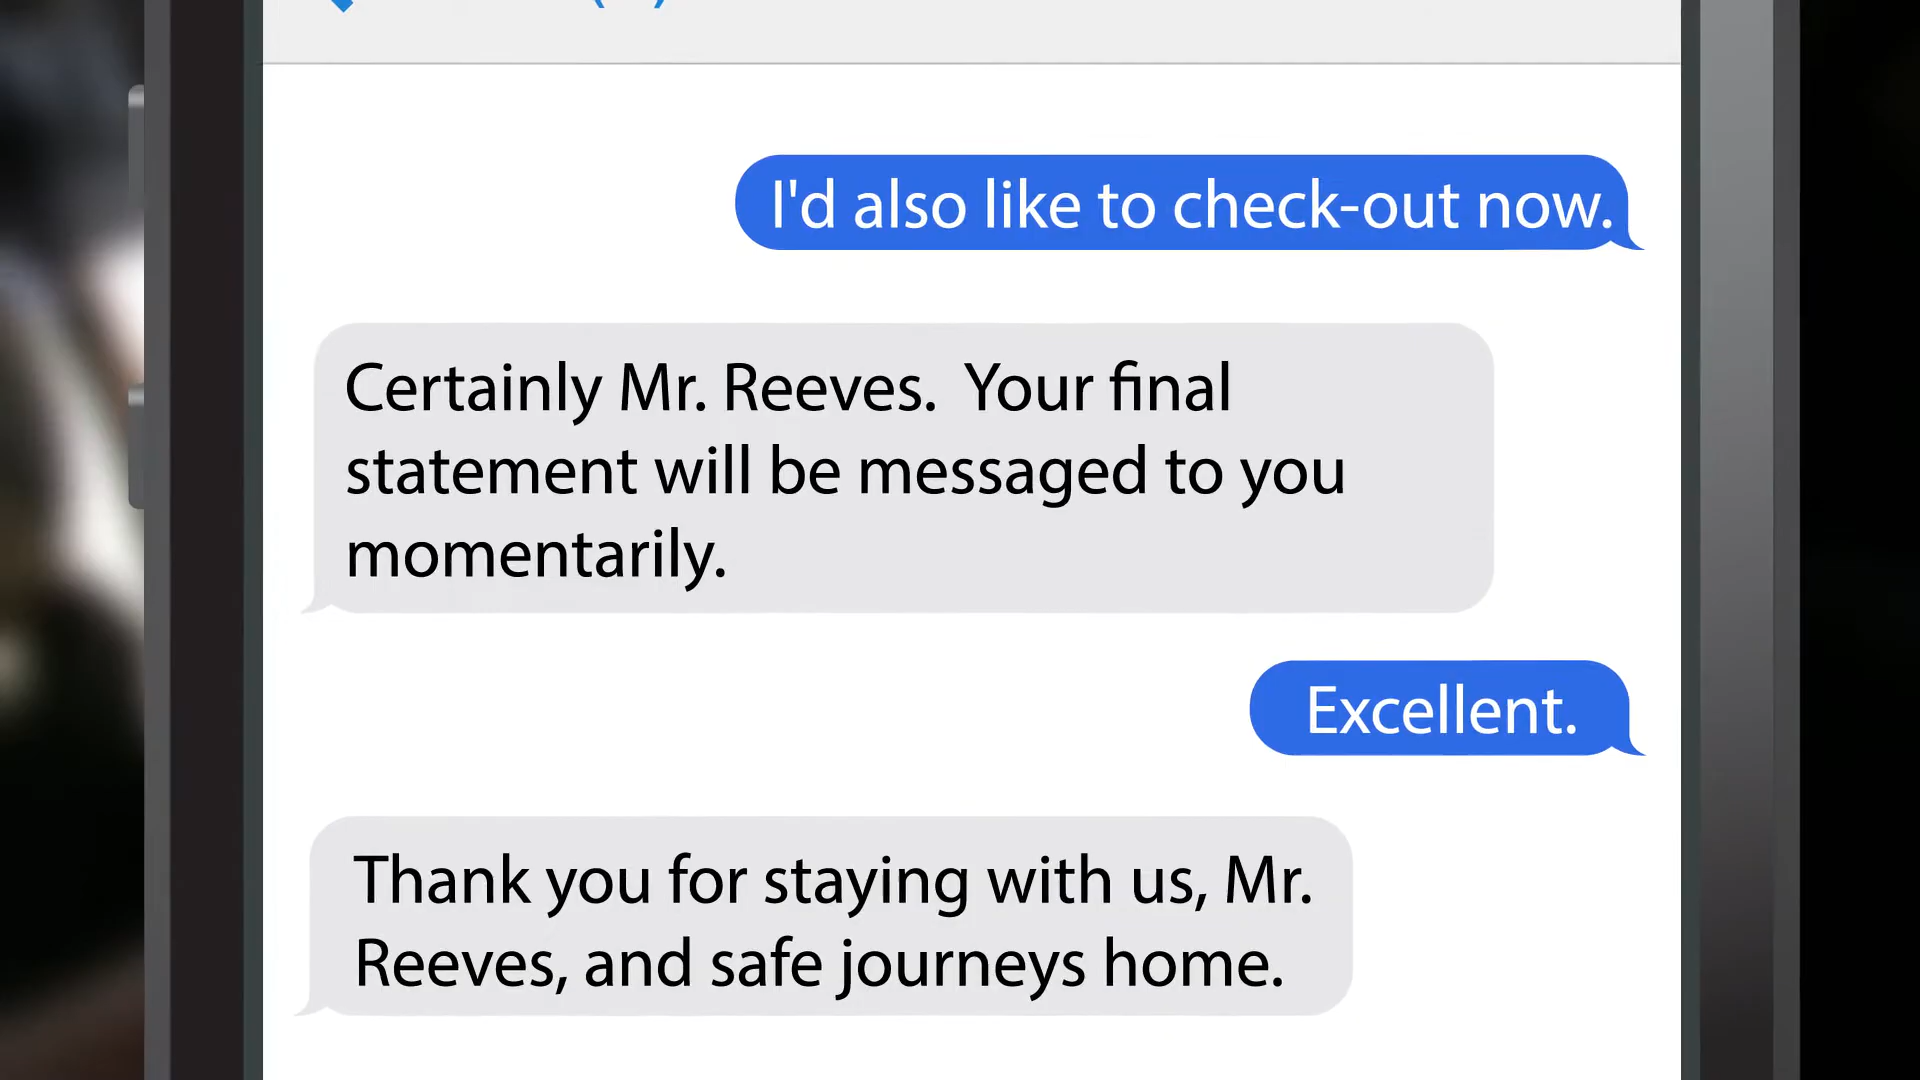 I'd also like to check-out now.
Certainly Mr. Reeves.  Your final
statement will be messaged to you
momentarily.
Excellent.
Thank you for staying with us, Mr.
Reeves, and safe journeys home.